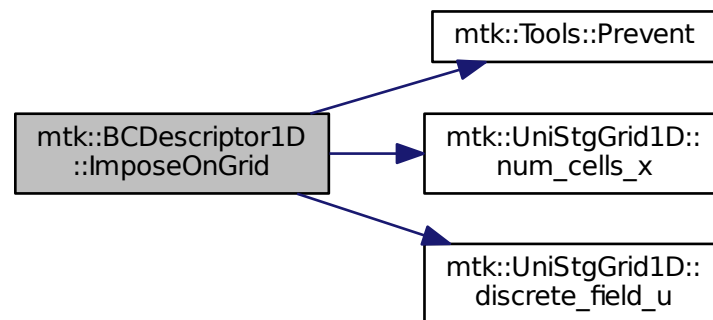 mtk::Tools::Prevent
mtk::BCDescriptor1D
::ImposeOnGrid
mtk::UniStgGrid1D::
num_cells_x
mtk::UniStgGrid1D::
discrete_field_u